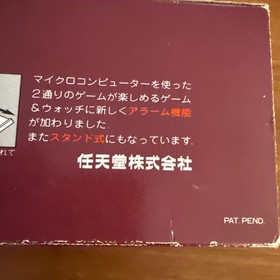 マイクロコンピューターを使った
2通りのゲームが楽しめるゲーム
&ウォッチに新しくアラーム機能
が加わりました。
またスタンド式にもなっています。
れて
任天堂株式会社
PAT. PEND.